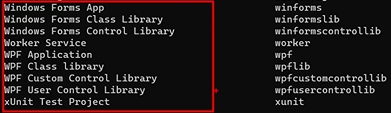 Windows Forms App winforms
Windows Forms Class Library winformslib
Windows Forms Control Library winformscontrollib
Worker Service worker
WPF Application wpf
WPF Class library wpflib
WPF Custom Control Library wpfcustomcontrollib
WPF User Control Library wpfusercontrollib
xUnit Test Project xunit